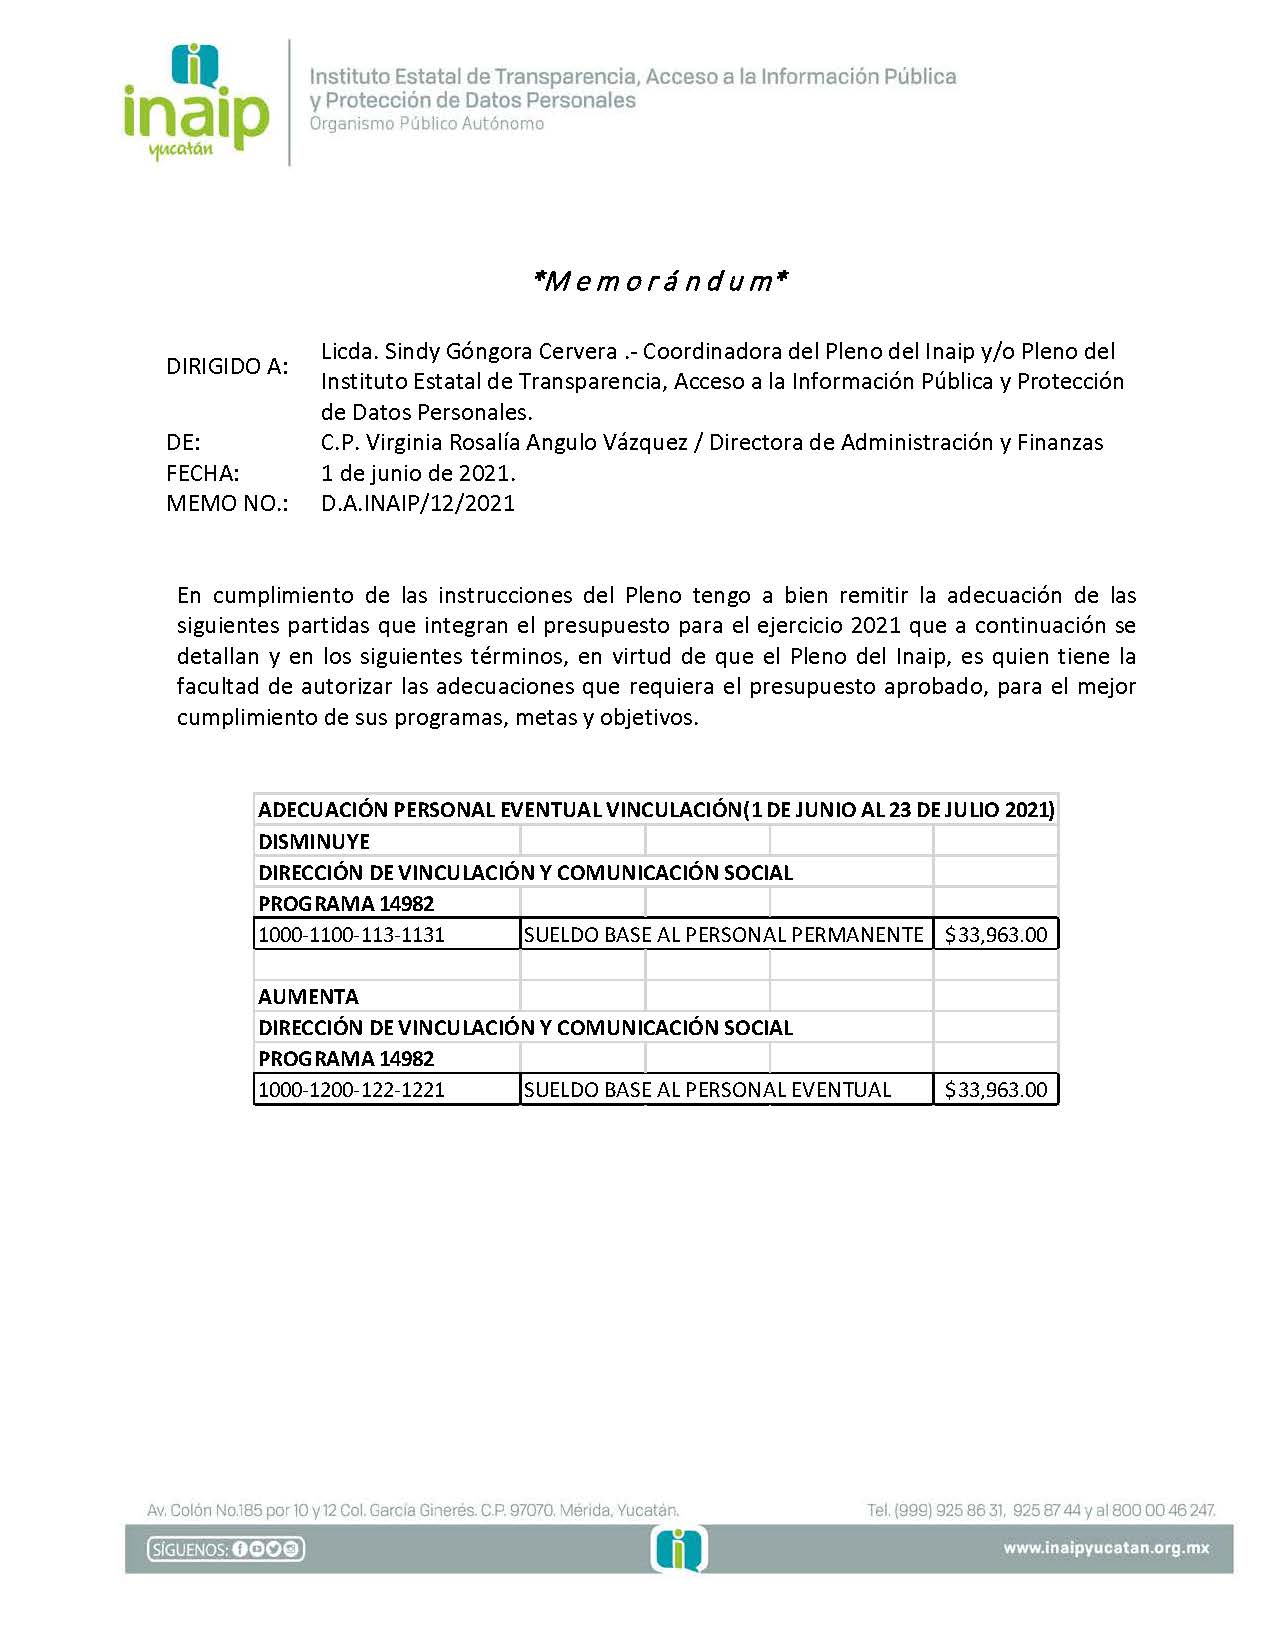 inaip
yucatán
Instituto Estatal de Transparencia, Acceso a la Información Pública
y Protección de Datos Personales
Organismo Público Autónomo
*M e m o r á n d u m*
DIRIGIDO A:
Licda. Sindy Góngora Cervera .- Coordinadora del Pleno del Inaip y/o Pleno del
Instituto Estatal de Transparencia, Acceso a la Información Pública y Protección
de Datos Personales.
DE: C.P. Virginia Rosalía Angulo Vázquez / Directora de Administración y Finanzas
FECHA: 1 de junio de 2021.
MEMO NO.: D.A.INAIP/12/2021
En cumplimiento de las instrucciones del Pleno tengo a bien remitir la adecuación de las
siguientes partidas que integran el presupuesto para el ejercicio 2021 que a continuación se
detallan y en los siguientes términos, en virtud de que el Pleno del Inaip, es quien tiene la
facultad de autorizar las adecuaciones que requiera el presupuesto aprobado, para el mejor
cumplimiento de sus programas, metas y objetivos.
ADECUACIÓN PERSONAL EVENTUAL VINCULACIÓN(1 DE JUNIO AL 23 DE JULIO 2021)
DISMINUYE
DIRECCIÓN DE VINCULACIÓN Y COMUNICACIÓN SOCIAL
PROGRAMA 14982
1000-1100-113-1131 SUELDO BASE AL PERSONAL PERMANENTE $33,963.00
AUMENTA
DIRECCIÓN DE VINCULACIÓN Y COMUNICACIÓN SOCIAL
PROGRAMA 14982
1000-1200-122-1221 SUELDO BASE AL PERSONAL EVENTUAL $33,963.00
Av. Colón No.185 por 10 y 12 Col. García Ginerés. C.P. 97070. Mérida, Yucatán. Tel. (999) 925 86 31, 925 87 44 y al 800 00 46 247.
SÍGUENOS: www.inaipyucatan.org.mx